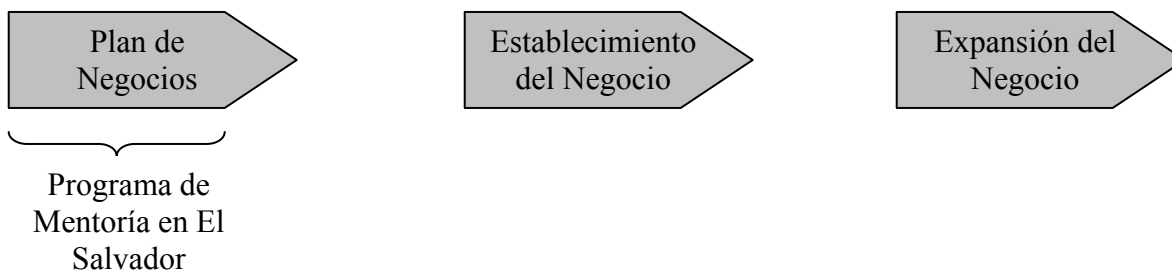 Plan de
Negocios
Establecimiento
del Negocio
Expansión del
Negocio
Programa de
Mentoría en El
Salvador